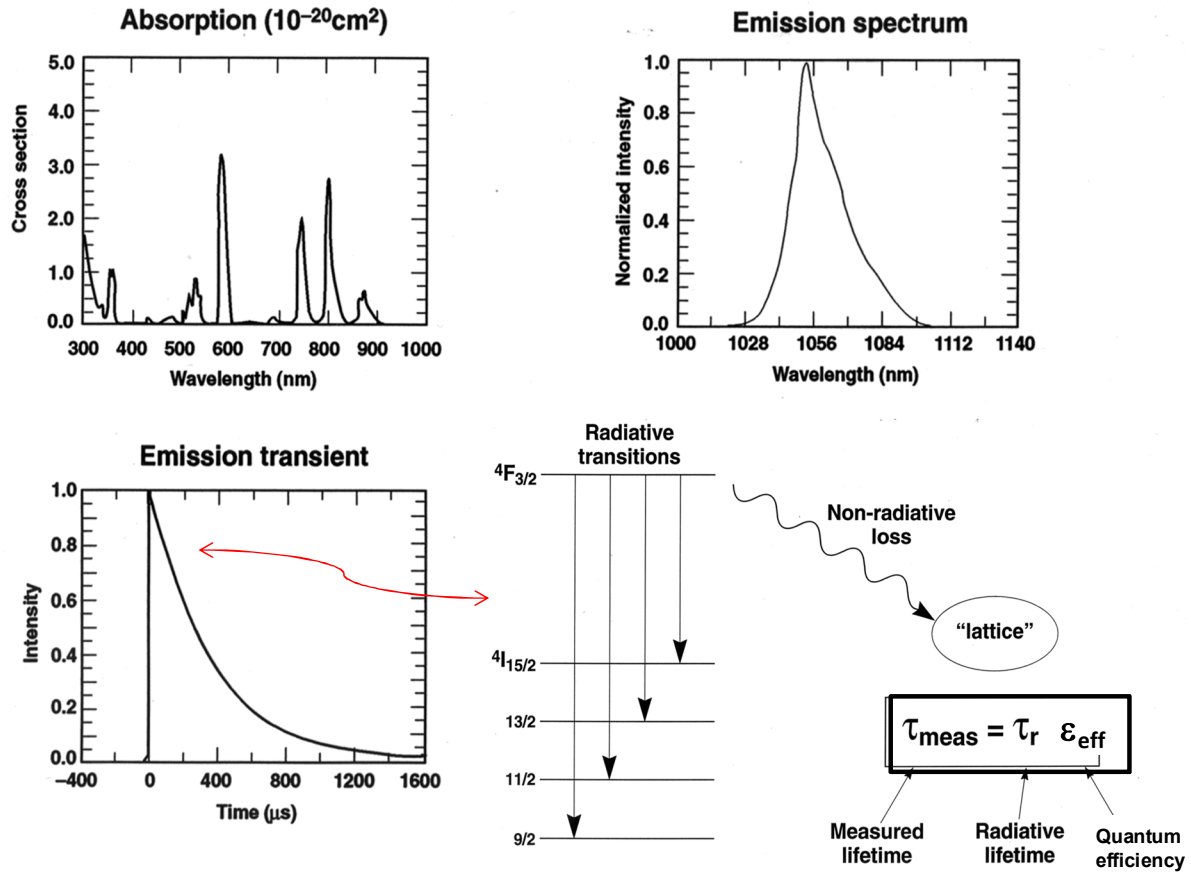 Absorption (10⁻²⁰cm²)
5.0
4.0
3.0
2.0
1.0
0.0
Cross section
300 400 500 600 700 800 900 1000
Wavelength (nm)
Emission spectrum
1.0
0.8
0.6
0.4
0.2
0.0
Normalized intensity
1000 1028 1056 1084 1112 1140
Wavelength (nm)
Emission transient
1.0
0.8
0.6
0.4
0.2
0.0
Intensity
−400 0 400 800 1200 1600
Time (μs)
Radiative
transitions
⁴F3/2
⁴I15/2
13/2
11/2
9/2
Non-radiative
loss
“lattice”
τmeas = τr εeff
Measured
lifetime
Radiative
lifetime
Quantum
efficiency